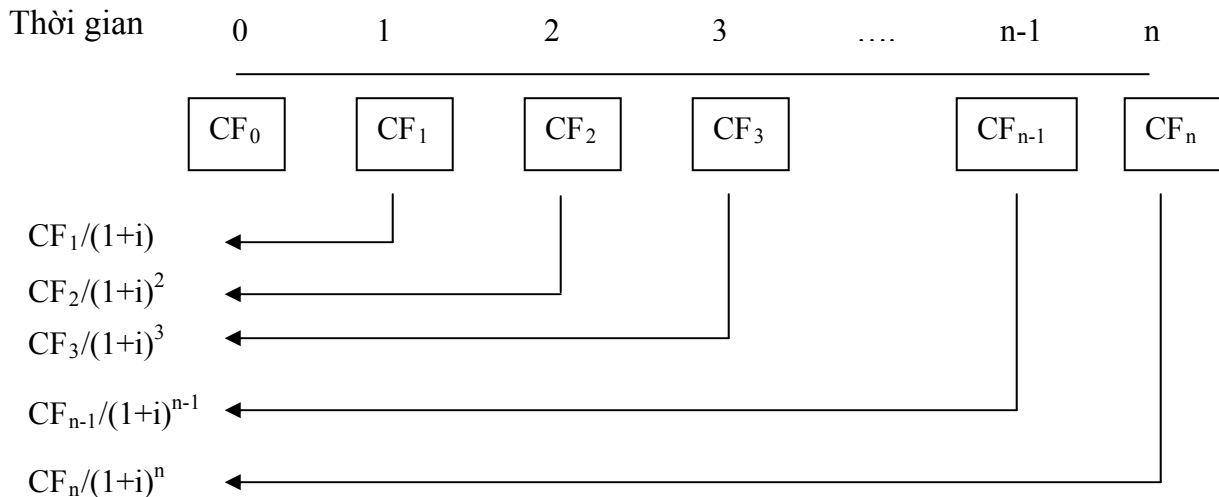 Thời gian 0 1 2 3 …. n-1 n
CF₀ CF₁ CF₂ CF₃ CFₙ₋₁ CFₙ
CF₁/(1+i)
CF₂/(1+i)²
CF₃/(1+i)³
CFₙ₋₁/(1+i)ⁿ⁻¹
CFₙ/(1+i)ⁿ